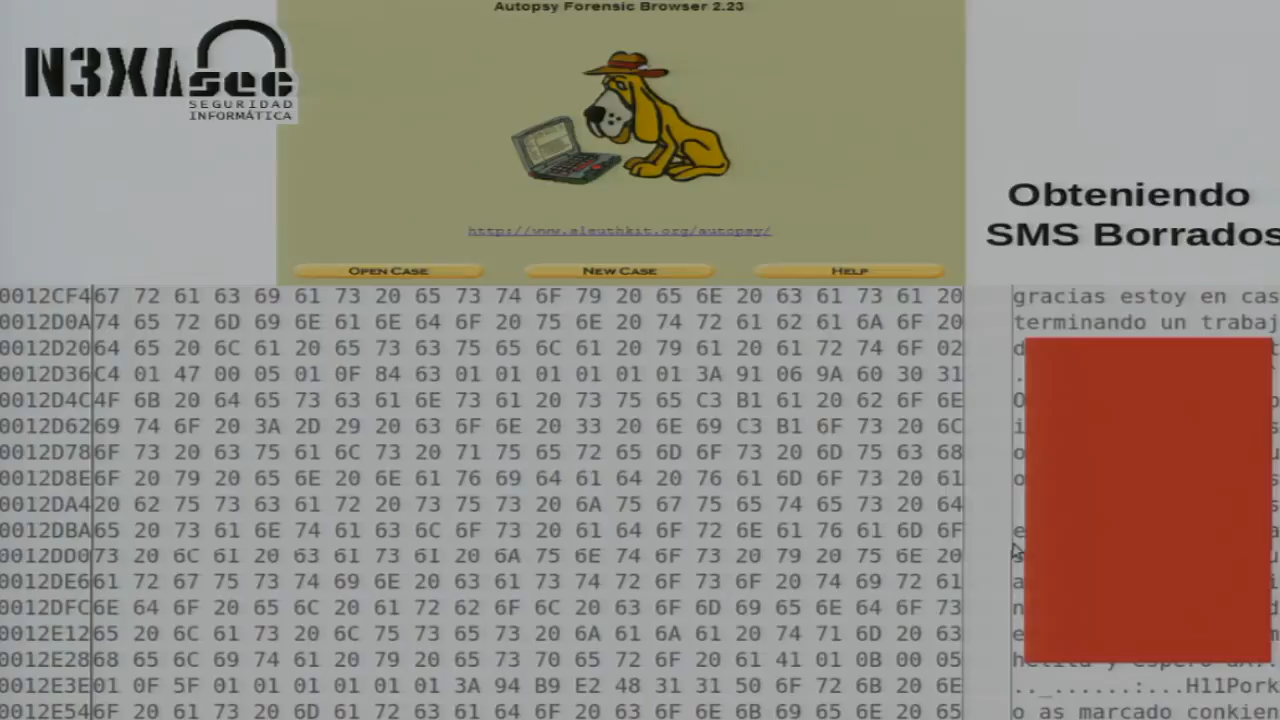 Autopsy Forensic Browser 2.23
N3XAsec
SEGURIDAD
INFORMÁTICA
Obteniendo
SMS Borrados
http://www.sleuthkit.org/autopsy/
OPEN CASE NEW CASE HELP
0012CF4 67 72 61 63 69 61 73 20 65 73 74 6F 79 20 65 6E 20 63 61 73 61 20 gracias estoy en cas
0012D0A 74 65 72 6D 69 6E 61 6E 64 6F 20 75 6E 20 74 72 61 62 61 6A 6F 20 terminando un trabaj
0012D20 64 65 20 6C 61 20 65 73 63 75 65 6C 61 20 79 61 20 61 72 74 6F 02 d
0012D36 C4 01 47 00 05 01 0F 84 63 01 01 01 01 01 01 3A 91 06 9A 60 30 31 .
0012D4C 4F 6B 20 64 65 73 63 61 6E 73 61 20 73 75 65 C3 B1 61 20 62 6F 6E O
0012D62 69 74 6F 20 3A 2D 29 20 63 6F 6E 20 33 20 6E 69 C3 B1 6F 73 20 6C i s
0012D78 6F 73 20 63 75 61 6C 73 20 71 75 65 72 65 6D 6F 73 20 6D 75 63 68 o u
0012D8E 6F 20 79 20 65 6E 20 6E 61 76 69 64 61 64 20 76 61 6D 6F 73 20 61 o s
0012DA4 20 62 75 73 63 61 72 20 73 75 73 20 6A 75 67 75 65 74 65 73 20 64 s
0012DBA 65 20 73 61 6E 74 61 63 6C 6F 73 20 61 64 6F 72 6E 61 76 61 6D 6F e a
0012DD0 73 20 6C 61 20 63 61 73 61 20 6A 75 6E 74 6F 73 20 79 20 75 6E 20 s u
0012DE6 61 72 67 75 73 74 69 6E 20 63 61 73 74 72 6F 73 6F 20 74 69 72 61 a i
0012DFC 6E 64 6F 20 65 6C 20 61 72 62 6F 6C 20 63 6F 6D 69 65 6E 64 6F 73 n d
0012E12 65 20 6C 61 73 20 6C 75 73 65 73 20 6A 61 6A 61 20 74 71 6D 20 63 e
0012E28 68 65 6C 69 74 61 20 79 20 65 73 70 65 72 6F 20 61 41 01 0B 00 05 helita y espero aA..
0012E3E 01 0F 5F 01 01 01 01 01 01 3A 94 B9 E2 48 31 31 50 6F 72 6B 20 6E .._......:...H11Pork
0012E54 6F 20 61 73 20 6D 61 72 63 61 64 6F 20 63 6F 6E 6B 69 65 6E 20 65 o as marcado conkien